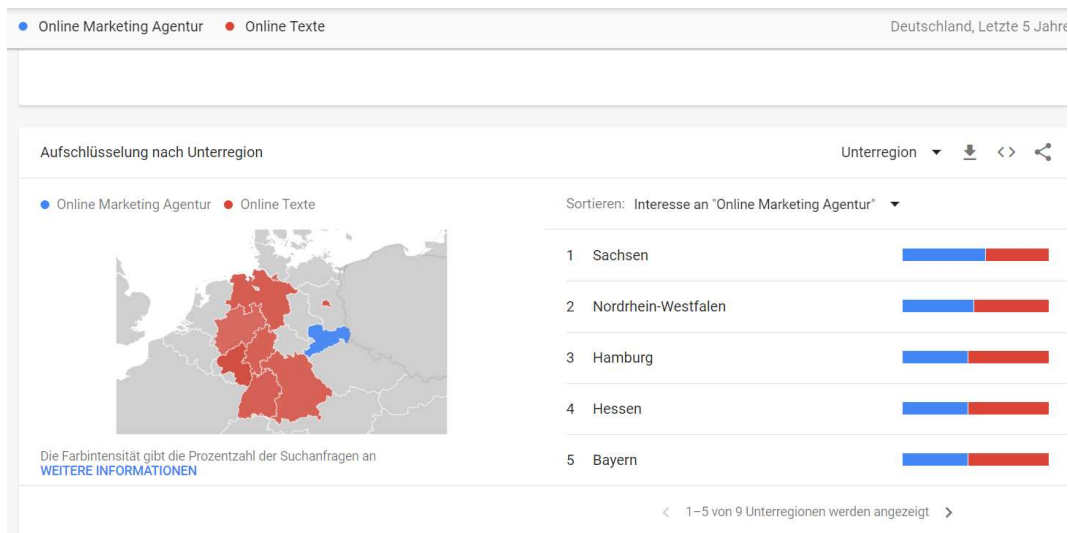 Online Marketing Agentur Online Texte Deutschland, Letzte 5 Jahre
Aufschlüsselung nach Unterregion Unterregion
Online Marketing Agentur Online Texte
Sortieren: Interesse an "Online Marketing Agentur"
1 Sachsen
2 Nordrhein-Westfalen
3 Hamburg
4 Hessen
5 Bayern
Die Farbintensität gibt die Prozentzahl der Suchanfragen an
WEITERE INFORMATIONEN
1–5 von 9 Unterregionen werden angezeigt